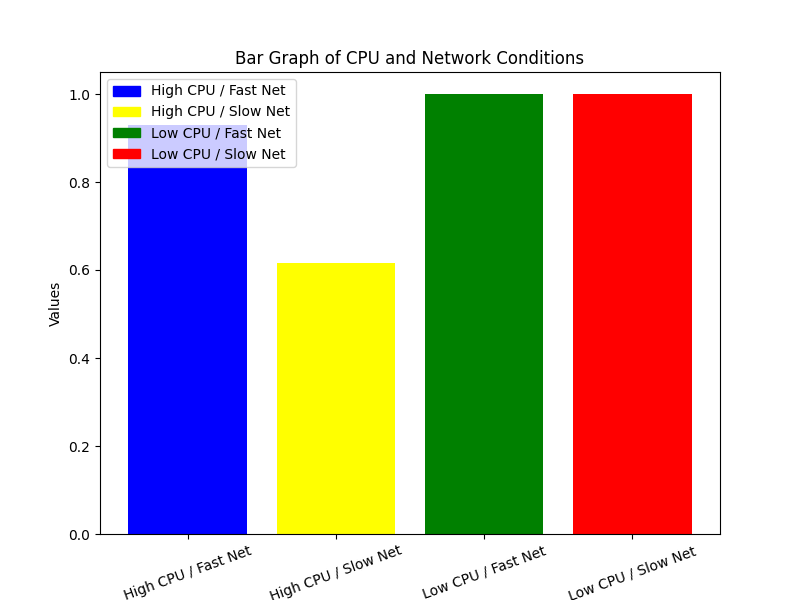 Bar Graph of CPU and Network Conditions
High CPU / Fast Net
High CPU / Slow Net
Low CPU / Fast Net
Low CPU / Slow Net
1.0
0.8
0.6
0.4
0.2
0.0
Values
High CPU / Fast Net
High CPU / Slow Net
Low CPU / Fast Net
Low CPU / Slow Net